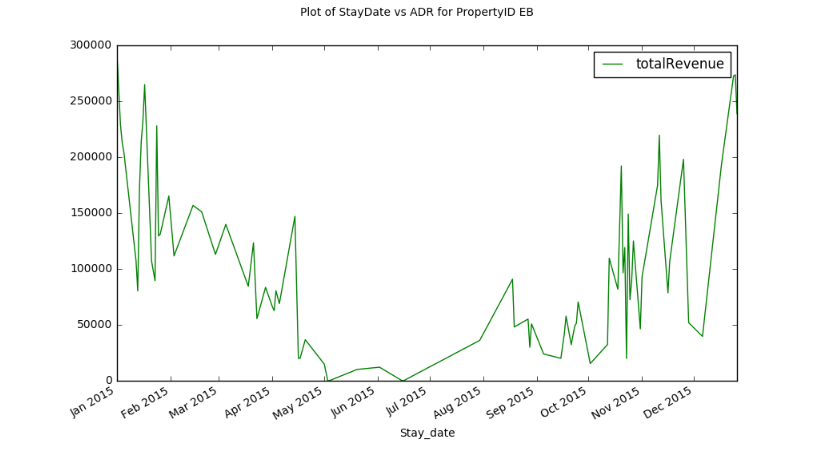 Plot of StayDate vs ADR for PropertyID EB
300000
250000
200000
150000
100000
50000
0
totalRevenue
Jan 2015
Feb 2015
Mar 2015
Apr 2015
May 2015
Jun 2015
Jul 2015
Aug 2015
Sep 2015
Oct 2015
Nov 2015
Dec 2015
Stay_date